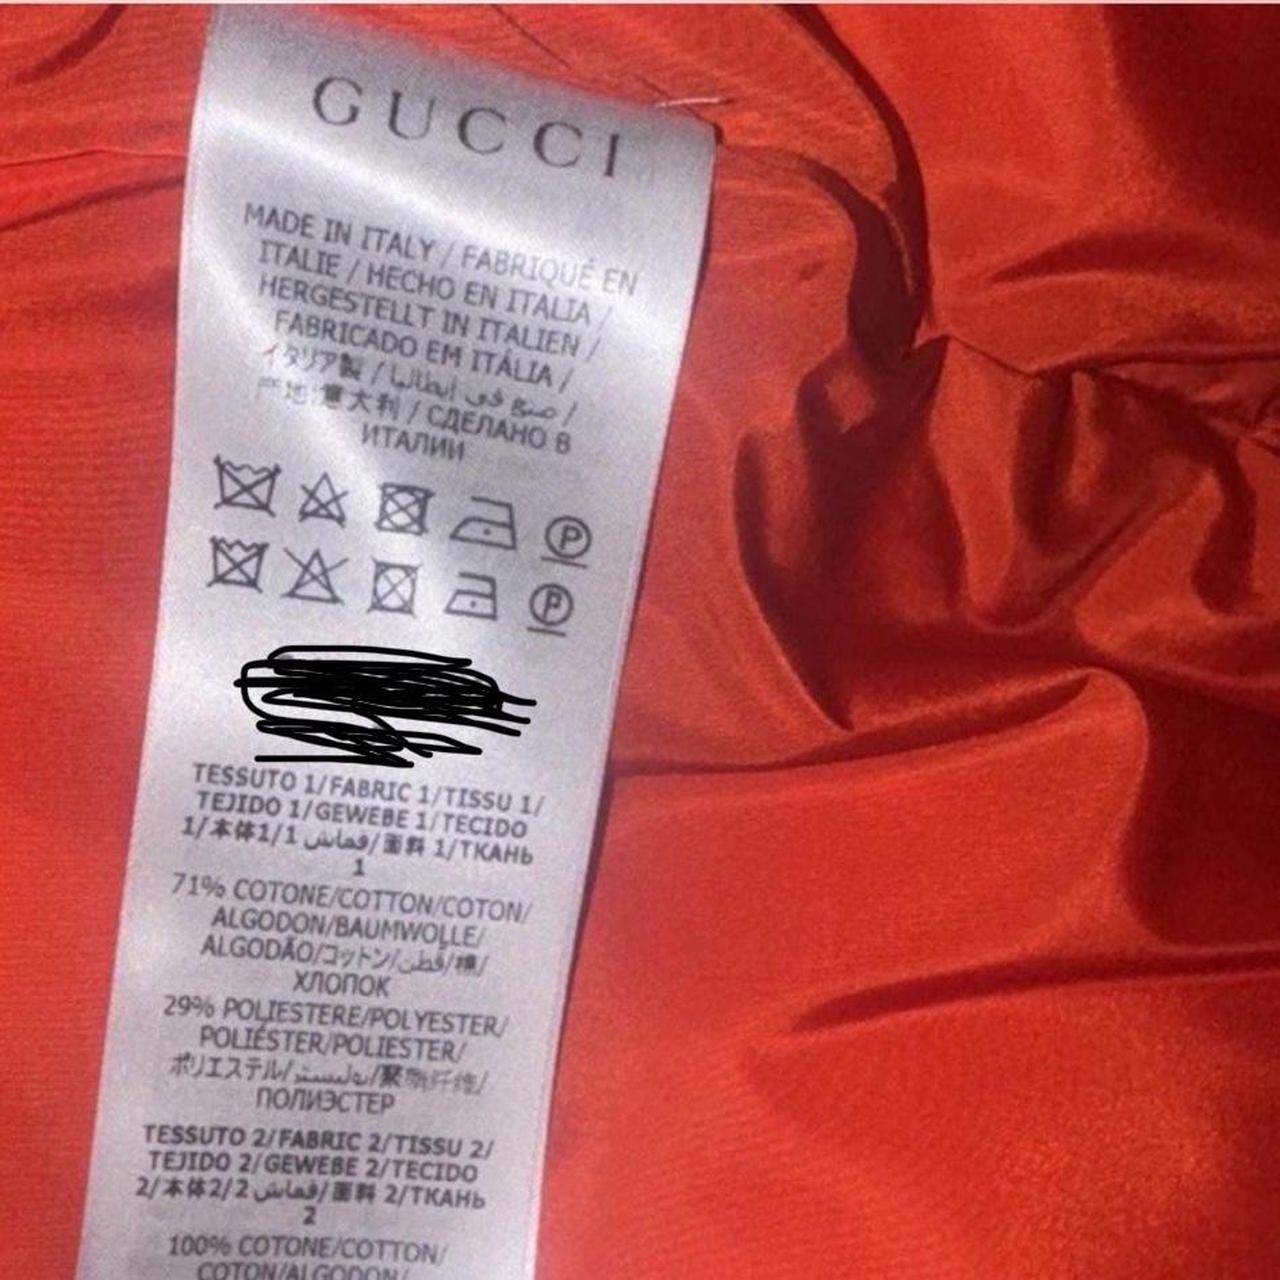 GUCCI
MADE IN ITALY / FABRIQUÉ EN
ITALIE / HECHO EN ITALIA /
HERGESTELLT IN ITALIEN /
FABRICADO EM ITÁLIA /
イタリア製 / صنع في إيطاليا /
产地 意大利 / СДЕЛАНО В
ИТАЛИИ
P
P
TESSUTO 1/FABRIC 1/TISSU 1/
TEJIDO 1/GEWEBE 1/TECIDO
1/本体1/1 قماش/面料 1/ТКАНЬ
1
71% COTONE/COTTON/COTON/
ALGODON/BAUMWOLLE/
ALGODÃO/コットン/قطن/棉/
ХЛОПОК
29% POLIESTERE/POLYESTER/
POLIÉSTER/POLIESTER/
ポリエステル/بوليستر/聚酯纤维/
ПОЛИЭСТЕР
TESSUTO 2/FABRIC 2/TISSU 2/
TEJIDO 2/GEWEBE 2/TECIDO
2/本体2/2 قماش/面料 2/ТКАНЬ
2
100% COTONE/COTTON/
COTON/ALGODON/